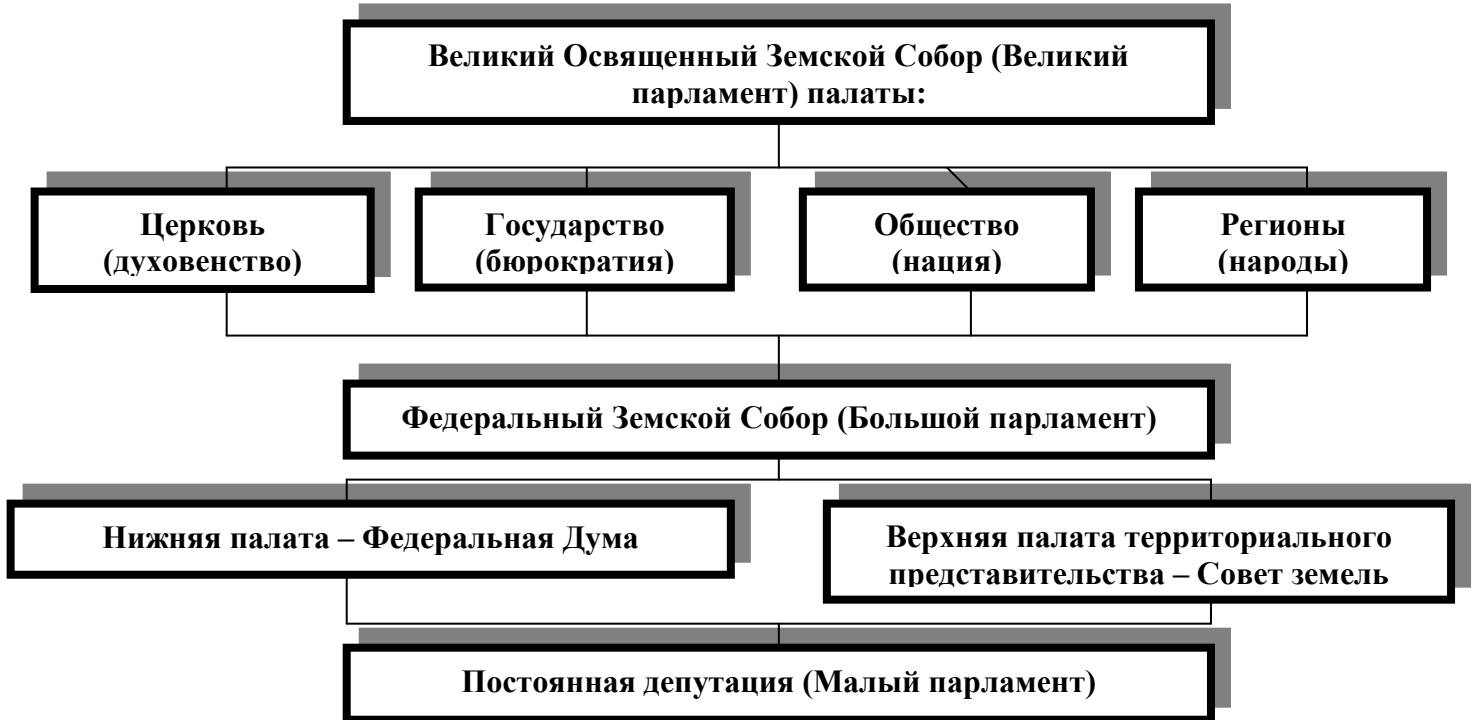 Великий Освященный Земской Собор (Великий
парламент) палаты:
Церковь
(духовенство)
Государство
(бюрократия)
Общество
(нация)
Регионы
(народы)
Федеральный Земской Собор (Большой парламент)
Нижняя палата – Федеральная Дума
Верхняя палата территориального
представительства – Совет земель
Постоянная депутация (Малый парламент)